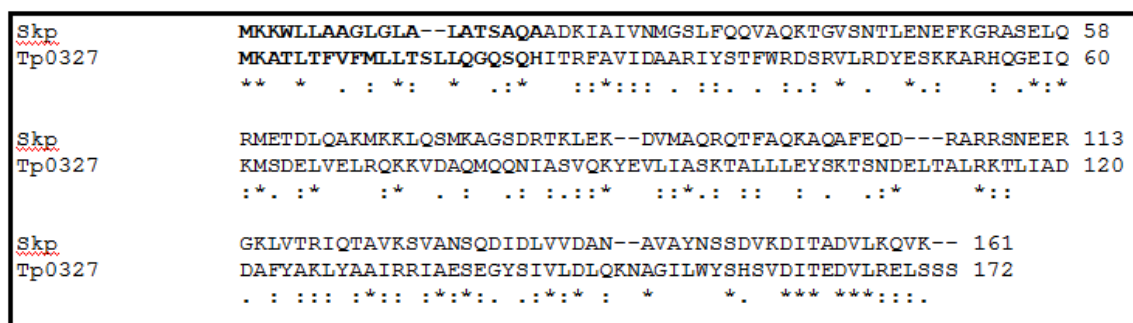 Skp MKKWLLAAGLGLA--LATSAQAADKIAIVNMGSLFQQVAQKTGVSNTLENEFKGRASELQ 58
Tp0327 MKATLTFVFMLLTSLLQGQSQHITRFAVIDAARIYSTFWRDSRVLRDYESKKARHQGEIQ 60
** * . : *: * .:* ::*::: . ::. . :.: * . *.: : .*:*
Skp RMETDLQAKMKKLQSMKAGSDRTKLEK--DVMAQRQTFAQKAQAFEQD---RARRSNEER 113
Tp0327 KMSDELVELRQKKVDAQMQQNIASVQKYEVLIASKTALLLEYSKTSNDELTALRKTLIAD 120
:*. :* :* . : .: :.::* ::*.: :: : .:* *::
Skp GKLVTRIQTAVKSVANSQDIDLVVDAN--AVAYNSSDVKDITADVLKQVK-- 161
Tp0327 DAFYAKLYAAIRRIAESEGYSIVLDLQKNAGILWYSHSVDITEDVLRELSSS 172
. : ::: :*:: :*:*:. .:*:* : * *. *** ***:::.